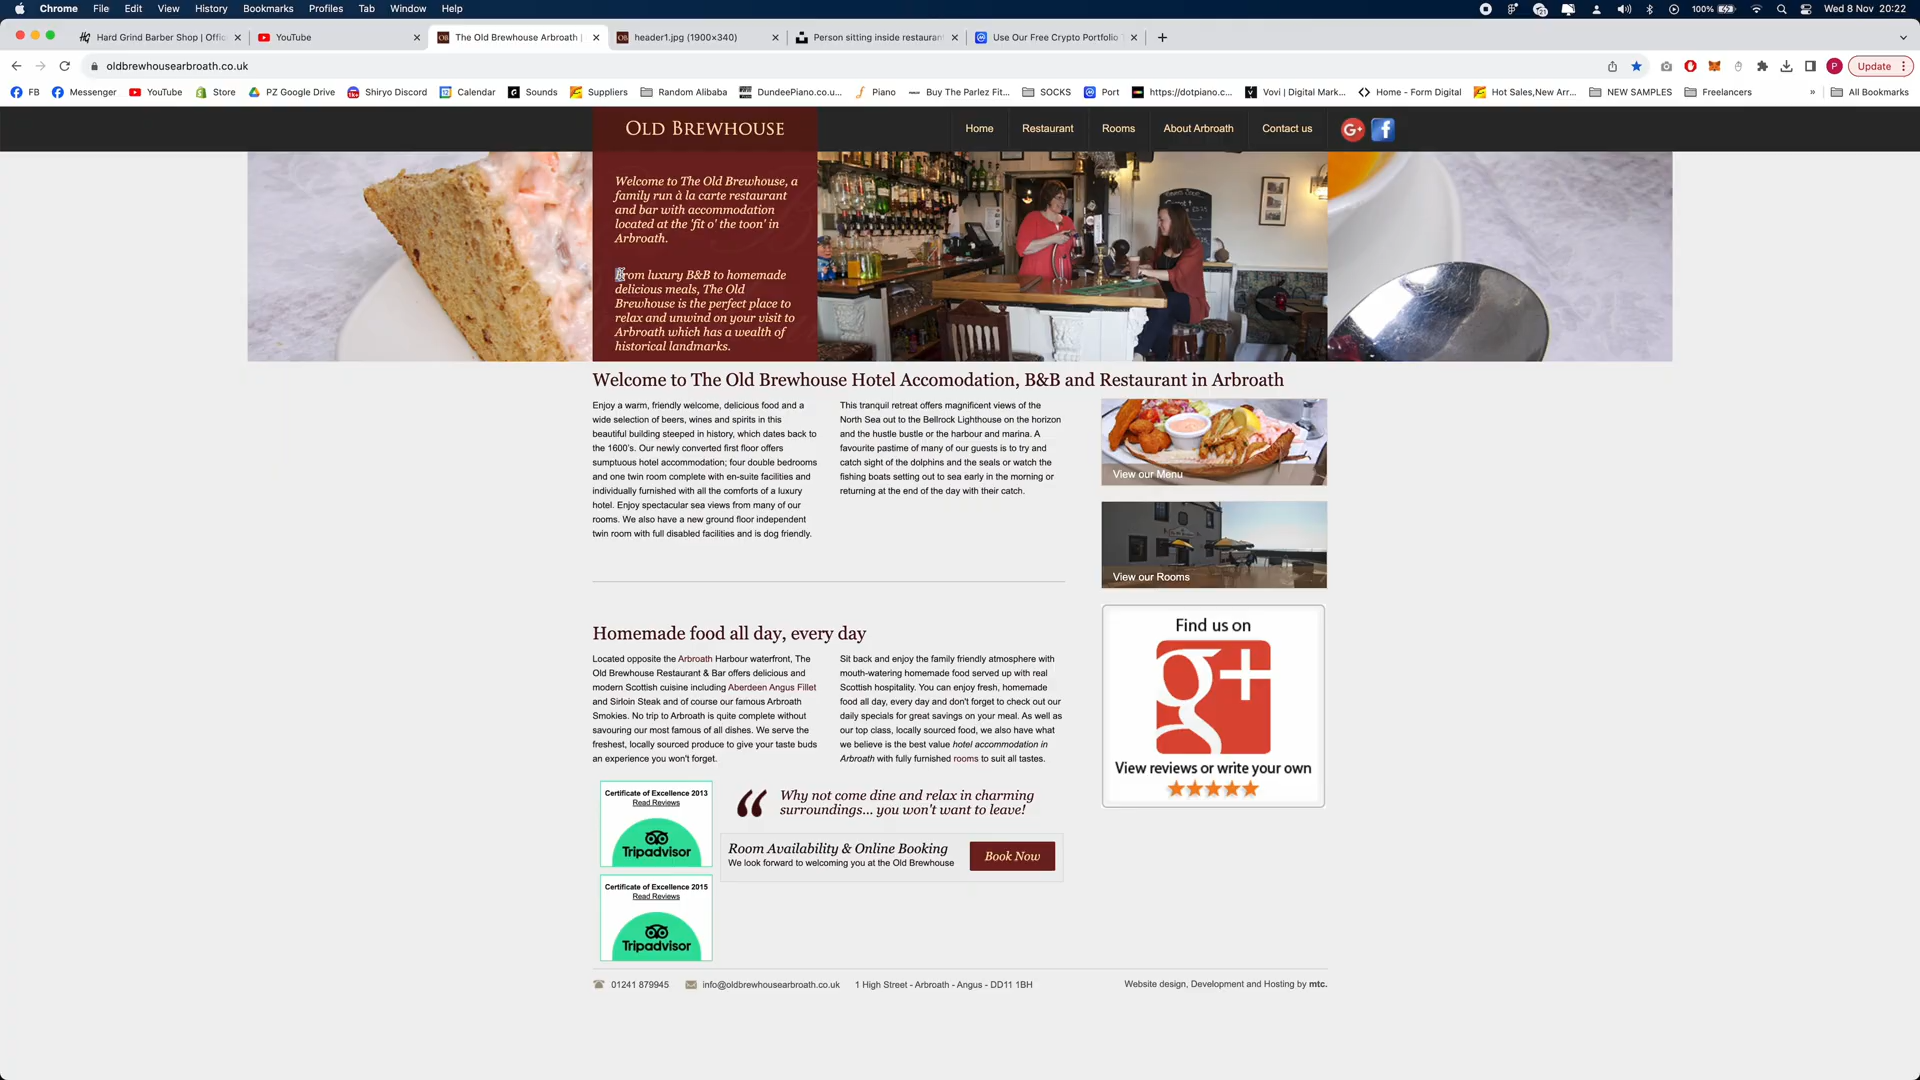 Chrome File Edit View History Bookmarks Profiles Tab Window Help
21 100% Wed 8 Nov 20:22
Hard Grind Barber Shop | Offic
YouTube
The Old Brewhouse Arbroath |
header1.jpg (1900×340)
Person sitting inside restauran
Use Our Free Crypto Portfolio T
oldbrewhousearbroath.co.uk
P Update
FB Messenger YouTube Store PZ Google Drive Shiryo Discord Calendar Sounds Suppliers Random Alibaba DundeePiano.co.u... Piano Buy The Parlez Fit... SOCKS Port https://dotpiano.c... Vovi | Digital Mark... Home - Form Digital Hot Sales,New Arr... NEW SAMPLES Freelancers » All Bookmarks
OLD BREWHOUSE
Home Restaurant Rooms About Arbroath Contact us
Welcome to The Old Brewhouse, a
family run à la carte restaurant
and bar with accommodation
located at the 'fit o' the toon' in
Arbroath.
From luxury B&B to homemade
delicious meals, The Old
Brewhouse is the perfect place to
relax and unwind on your visit to
Arbroath which has a wealth of
historical landmarks.
Welcome to The Old Brewhouse Hotel Accomodation, B&B and Restaurant in Arbroath
Enjoy a warm, friendly welcome, delicious food and a
wide selection of beers, wines and spirits in this
beautiful building steeped in history, which dates back to
the 1600's. Our newly converted first floor offers
sumptuous hotel accommodation; four double bedrooms
and one twin room complete with en-suite facilities and
individually furnished with all the comforts of a luxury
hotel. Enjoy spectacular sea views from many of our
rooms. We also have a new ground floor independent
twin room with full disabled facilities and is dog friendly.
This tranquil retreat offers magnificent views of the
North Sea out to the Bellrock Lighthouse on the horizon
and the hustle bustle or the harbour and marina. A
favourite pastime of many of our guests is to try and
catch sight of the dolphins and the seals or watch the
fishing boats setting out to sea early in the morning or
returning at the end of the day with their catch.
View our Menu
View our Rooms
Find us on
g+
View reviews or write your own
Homemade food all day, every day
Located opposite the Arbroath Harbour waterfront, The
Old Brewhouse Restaurant & Bar offers delicious and
modern Scottish cuisine including Aberdeen Angus Fillet
and Sirloin Steak and of course our famous Arbroath
Smokies. No trip to Arbroath is quite complete without
savouring our most famous of all dishes. We serve the
freshest, locally sourced produce to give your taste buds
an experience you won't forget.
Sit back and enjoy the family friendly atmosphere with
mouth-watering homemade food served up with real
Scottish hospitality. You can enjoy fresh, homemade
food all day, every day and don't forget to check out our
daily specials for great savings on your meal. As well as
our top class, locally sourced food, we also have what
we believe is the best value hotel accommodation in
Arbroath with fully furnished rooms to suit all tastes.
Certificate of Excellence 2013
Read Reviews
Tripadvisor
Certificate of Excellence 2015
Read Reviews
Tripadvisor
Why not come dine and relax in charming
surroundings... you won't want to leave!
Room Availability & Online Booking
We look forward to welcoming you at the Old Brewhouse
Book Now
01241 879945 info@oldbrewhousearbroath.co.uk 1 High Street - Arbroath - Angus - DD11 1BH
Website design, Development and Hosting by mtc.